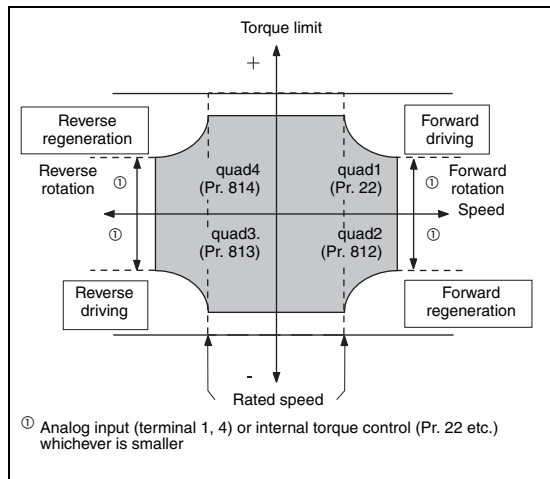 Torque limit
+
Reverse
regeneration
Forward
driving
Reverse
rotation
①
quad4
(Pr. 814)
quad1
(Pr. 22)
①
Forward
rotation
Speed
①
quad3.
(Pr. 813)
quad2
(Pr. 812)
①
Reverse
driving
Forward
regeneration
-
Rated speed
① Analog input (terminal 1, 4) or internal torque control (Pr. 22 etc.)
whichever is smaller